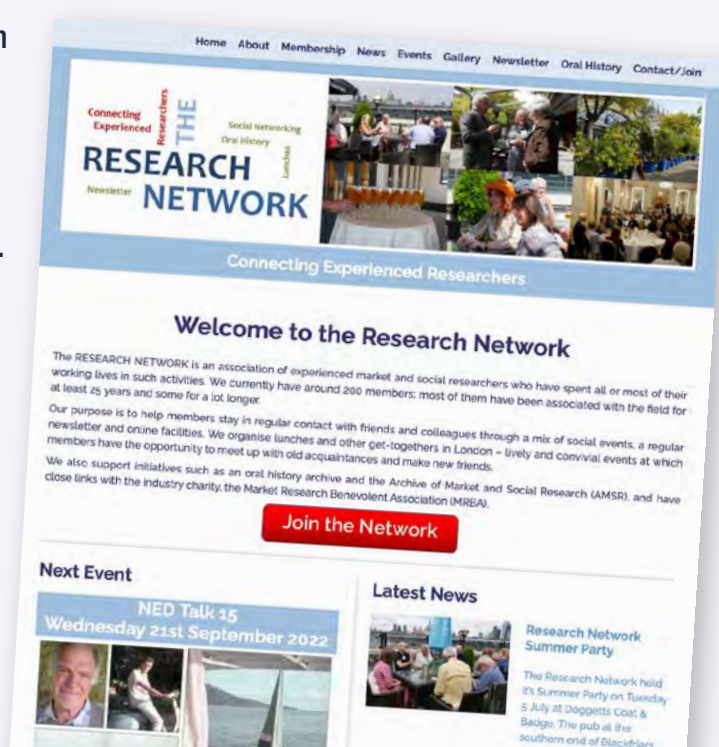 n
.
Home About Membership News Events Gallery Newsletter Oral History Contact/Join
Connecting
Experienced
Researchers
THE
Social Networking
Oral History
Lunches
RESEARCH
Newsletter
NETWORK
Connecting Experienced Researchers
Welcome to the Research Network
The RESEARCH NETWORK is an association of experienced market and social researchers who have spent all or most of their
working lives in such activities. We currently have around 200 members: most of them have been associated with the field for
at least 25 years and some for a lot longer.
Our purpose is to help members stay in regular contact with friends and colleagues through a mix of social events, a regular
newsletter and online facilities. We organise lunches and other get-togethers in London – lively and convivial events at which
members have the opportunity to meet up with old acquaintances and make new friends.
We also support initiatives such as an oral history archive and the Archive of Market and Social Research (AMSR), and have
close links with the industry charity, the Market Research Benevolent Association (MRBA).
Join the Network
Next Event
NED Talk 15
Wednesday 21st September 2022
Latest News
Research Network
Summer Party
The Research Network held
it's Summer Party on Tuesday
5 July at Doggetts Coat &
Badge. The pub at the
southern end of Blackfriars